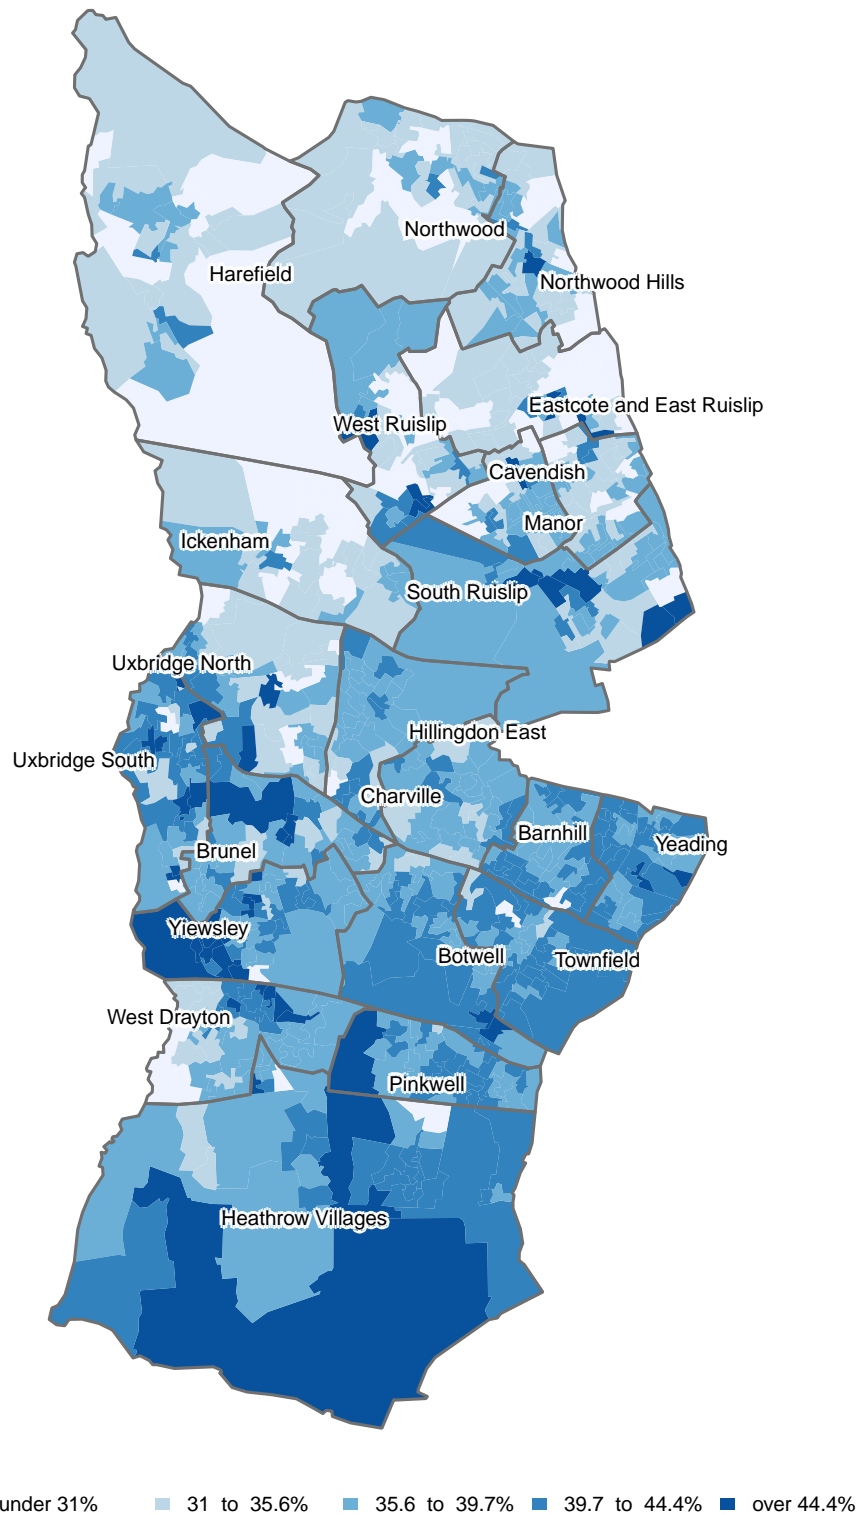 Northwood
Harefield
Northwood Hills
Eastcote and East Ruislip
West Ruislip
Cavendish
Manor
Ickenham
South Ruislip
Uxbridge North
Hillingdon East
Uxbridge South
Charville
Barnhill
Yeading
Brunel
Yiewsley
Botwell
Townfield
West Drayton
Pinkwell
Heathrow Villages
under 31% 31 to 35.6% 35.6 to 39.7% 39.7 to 44.4% over 44.4%